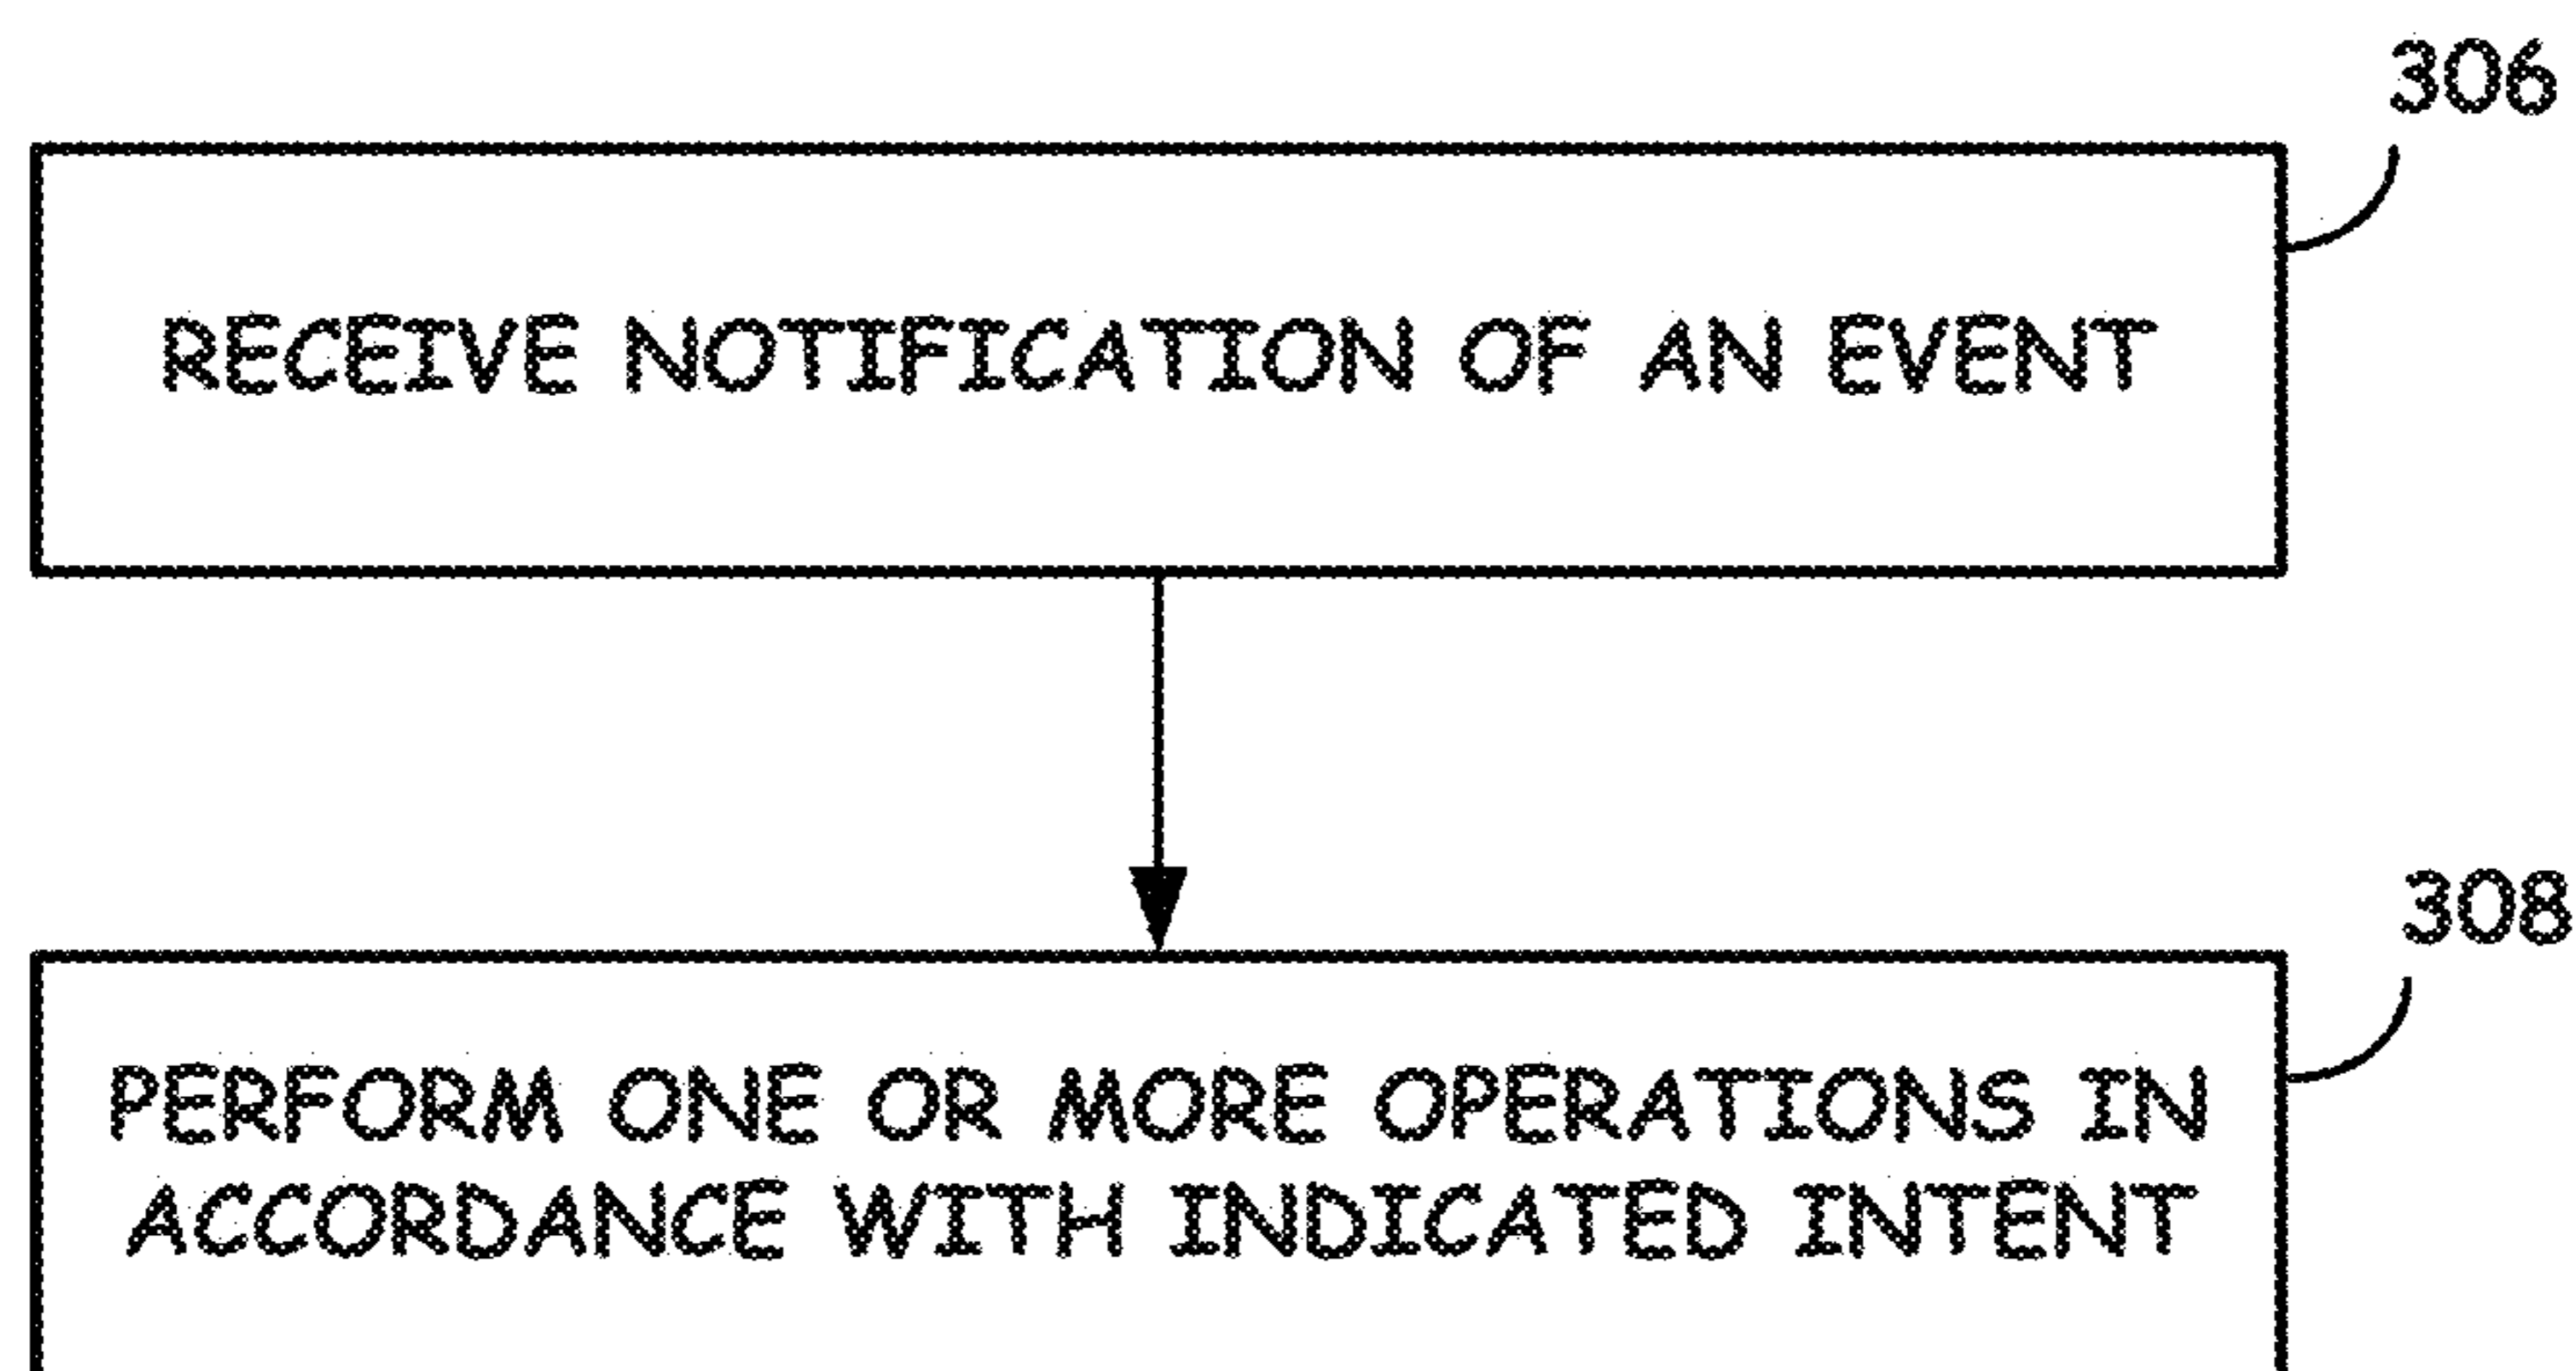 306
RECEIVE NOTIFICATION OF AN EVENT
308
PERFORM ONE OR MORE OPERATIONS IN
ACCORDANCE WITH INDICATED INTENT